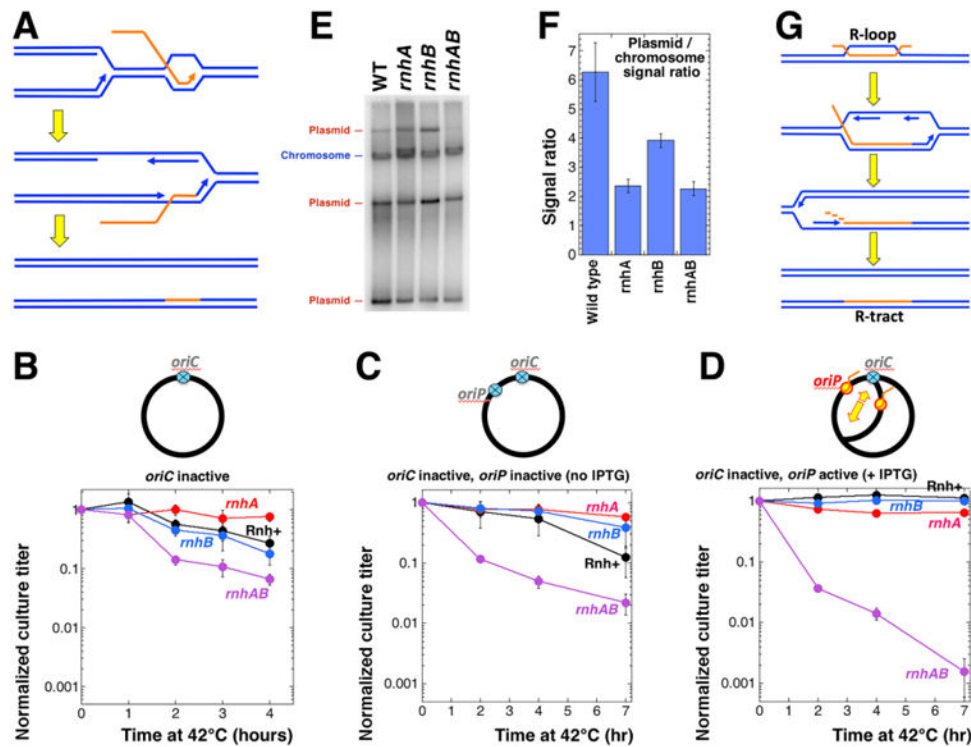 A
E
WT
rnhA
rnhB
rnhAB
Plasmid
Chromosome
Plasmid
Plasmid
F
Plasmid /
chromosome
signal ratio
Signal ratio
7
6
5
4
3
2
1
0
Wild type
rnhA
rnhB
rnhAB
G
R-loop
R-tract
B
oriC
oriC inactive
Normalized culture titer
1
0.1
0.01
0.001
rnhA
Rnh+
rnhB
rnhAB
0 1 2 3 4
Time at 42°C (hours)
C
oriC
oriP
oriC inactive, oriP inactive (no IPTG)
Normalized culture titer
1
0.1
0.01
0.001
rnhA
rnhB
Rnh+
rnhAB
0 1 2 3 4 5 6 7
Time at 42°C (hr)
D
oriC
oriP
oriC inactive, oriP active (+ IPTG)
Normalized culture titer
1
0.1
0.01
0.001
Rnh+
rnhB
rnhA
rnhAB
0 1 2 3 4 5 6 7
Time at 42°C (hr)